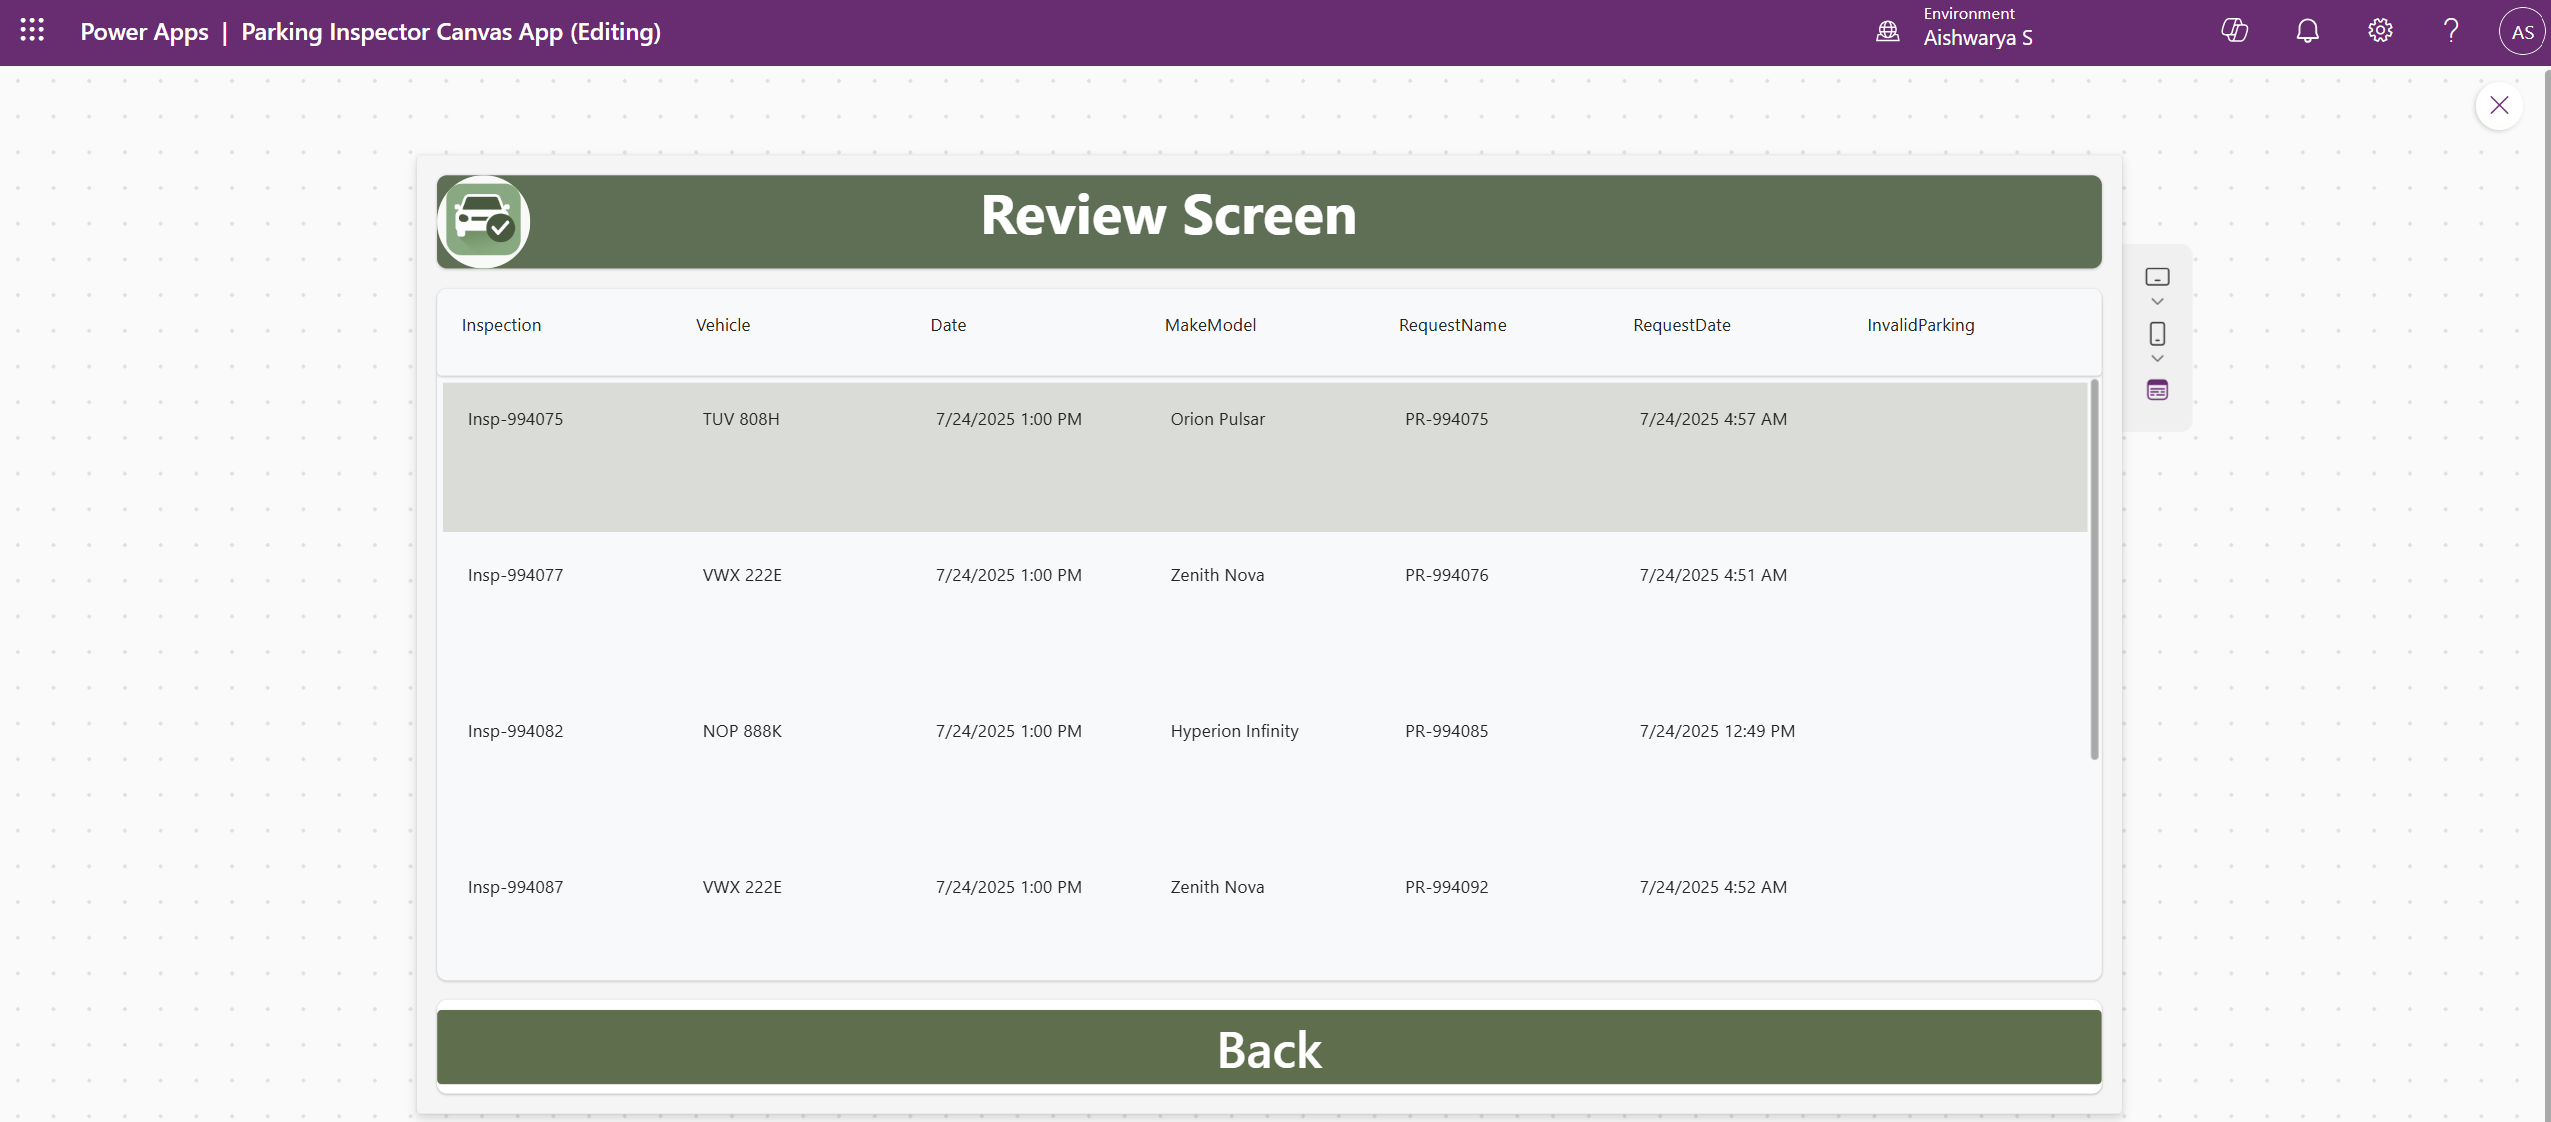 Power Apps | Parking Inspector Canvas App (Editing)
Environment
Aishwarya S
AS
Review Screen
Inspection Vehicle Date MakeModel RequestName RequestDate InvalidParking
Insp-994075 TUV 808H 7/24/2025 1:00 PM Orion Pulsar PR-994075 7/24/2025 4:57 AM
Insp-994077 VWX 222E 7/24/2025 1:00 PM Zenith Nova PR-994076 7/24/2025 4:51 AM
Insp-994082 NOP 888K 7/24/2025 1:00 PM Hyperion Infinity PR-994085 7/24/2025 12:49 PM
Insp-994087 VWX 222E 7/24/2025 1:00 PM Zenith Nova PR-994092 7/24/2025 4:52 AM
Back